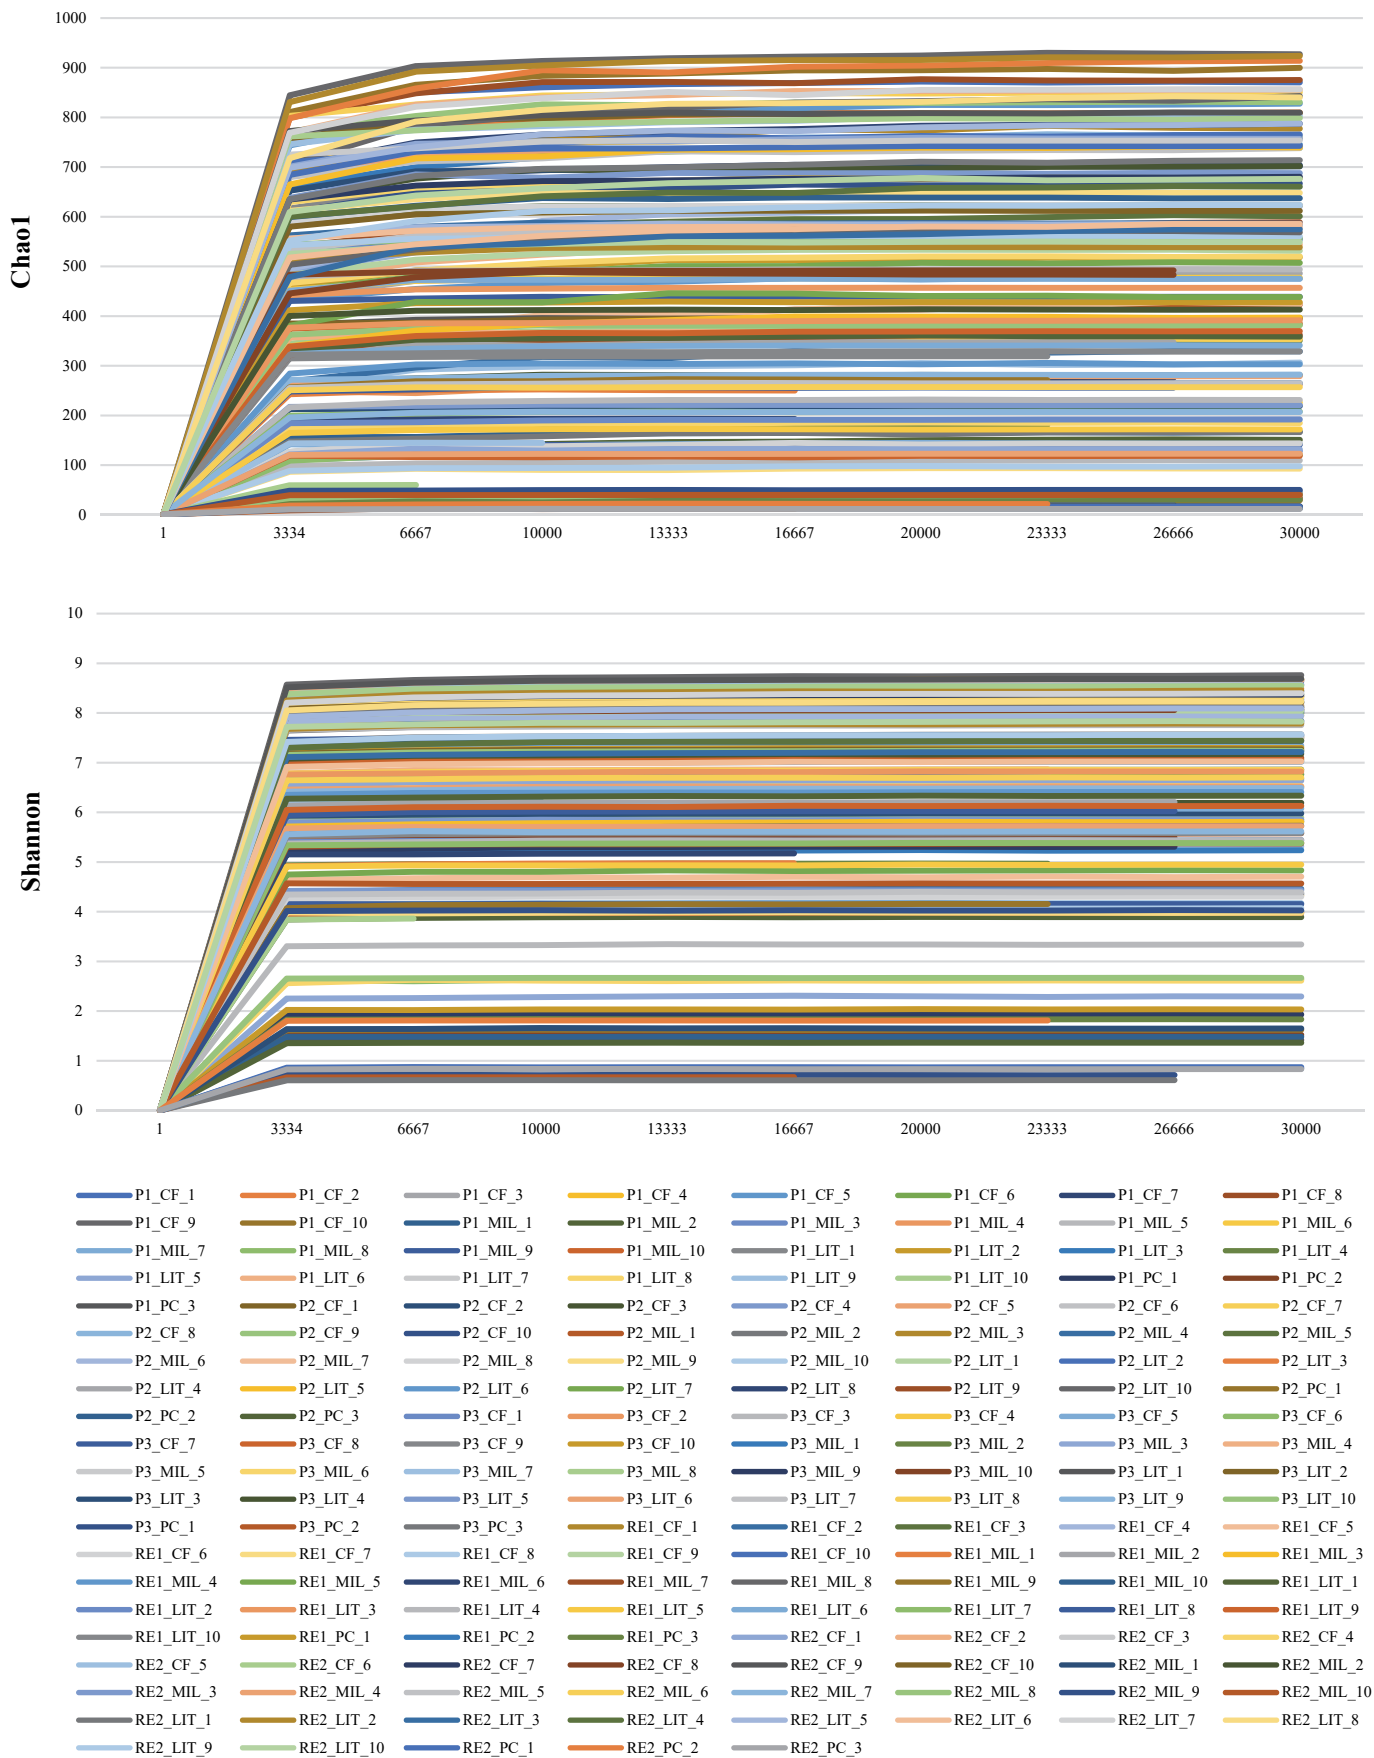 1000
900
800
700
600
500
400
300
200
100
0
Chao1
1 3334 6667 10000 13333 16667 20000 23333 26666 30000
10
9
8
7
6
5
4
3
2
1
0
Shannon
1 3334 6667 10000 13333 16667 20000 23333 26666 30000
P1_CF_1 P1_CF_2 P1_CF_3 P1_CF_4 P1_CF_5 P1_CF_6 P1_CF_7 P1_CF_8
P1_CF_9 P1_CF_10 P1_MIL_1 P1_MIL_2 P1_MIL_3 P1_MIL_4 P1_MIL_5 P1_MIL_6
P1_MIL_7 P1_MIL_8 P1_MIL_9 P1_MIL_10 P1_LIT_1 P1_LIT_2 P1_LIT_3 P1_LIT_4
P1_LIT_5 P1_LIT_6 P1_LIT_7 P1_LIT_8 P1_LIT_9 P1_LIT_10 P1_PC_1 P1_PC_2
P1_PC_3 P2_CF_1 P2_CF_2 P2_CF_3 P2_CF_4 P2_CF_5 P2_CF_6 P2_CF_7
P2_CF_8 P2_CF_9 P2_CF_10 P2_MIL_1 P2_MIL_2 P2_MIL_3 P2_MIL_4 P2_MIL_5
P2_MIL_6 P2_MIL_7 P2_MIL_8 P2_MIL_9 P2_MIL_10 P2_LIT_1 P2_LIT_2 P2_LIT_3
P2_LIT_4 P2_LIT_5 P2_LIT_6 P2_LIT_7 P2_LIT_8 P2_LIT_9 P2_LIT_10 P2_PC_1
P2_PC_2 P2_PC_3 P3_CF_1 P3_CF_2 P3_CF_3 P3_CF_4 P3_CF_5 P3_CF_6
P3_CF_7 P3_CF_8 P3_CF_9 P3_CF_10 P3_MIL_1 P3_MIL_2 P3_MIL_3 P3_MIL_4
P3_MIL_5 P3_MIL_6 P3_MIL_7 P3_MIL_8 P3_MIL_9 P3_MIL_10 P3_LIT_1 P3_LIT_2
P3_LIT_3 P3_LIT_4 P3_LIT_5 P3_LIT_6 P3_LIT_7 P3_LIT_8 P3_LIT_9 P3_LIT_10
P3_PC_1 P3_PC_2 P3_PC_3 RE1_CF_1 RE1_CF_2 RE1_CF_3 RE1_CF_4 RE1_CF_5
RE1_CF_6 RE1_CF_7 RE1_CF_8 RE1_CF_9 RE1_CF_10 RE1_MIL_1 RE1_MIL_2 RE1_MIL_3
RE1_MIL_4 RE1_MIL_5 RE1_MIL_6 RE1_MIL_7 RE1_MIL_8 RE1_MIL_9 RE1_MIL_10 RE1_LIT_1
RE1_LIT_2 RE1_LIT_3 RE1_LIT_4 RE1_LIT_5 RE1_LIT_6 RE1_LIT_7 RE1_LIT_8 RE1_LIT_9
RE1_LIT_10 RE1_PC_1 RE1_PC_2 RE1_PC_3 RE2_CF_1 RE2_CF_2 RE2_CF_3 RE2_CF_4
RE2_CF_5 RE2_CF_6 RE2_CF_7 RE2_CF_8 RE2_CF_9 RE2_CF_10 RE2_MIL_1 RE2_MIL_2
RE2_MIL_3 RE2_MIL_4 RE2_MIL_5 RE2_MIL_6 RE2_MIL_7 RE2_MIL_8 RE2_MIL_9 RE2_MIL_10
RE2_LIT_1 RE2_LIT_2 RE2_LIT_3 RE2_LIT_4 RE2_LIT_5 RE2_LIT_6 RE2_LIT_7 RE2_LIT_8
RE2_LIT_9 RE2_LIT_10 RE2_PC_1 RE2_PC_2 RE2_PC_3